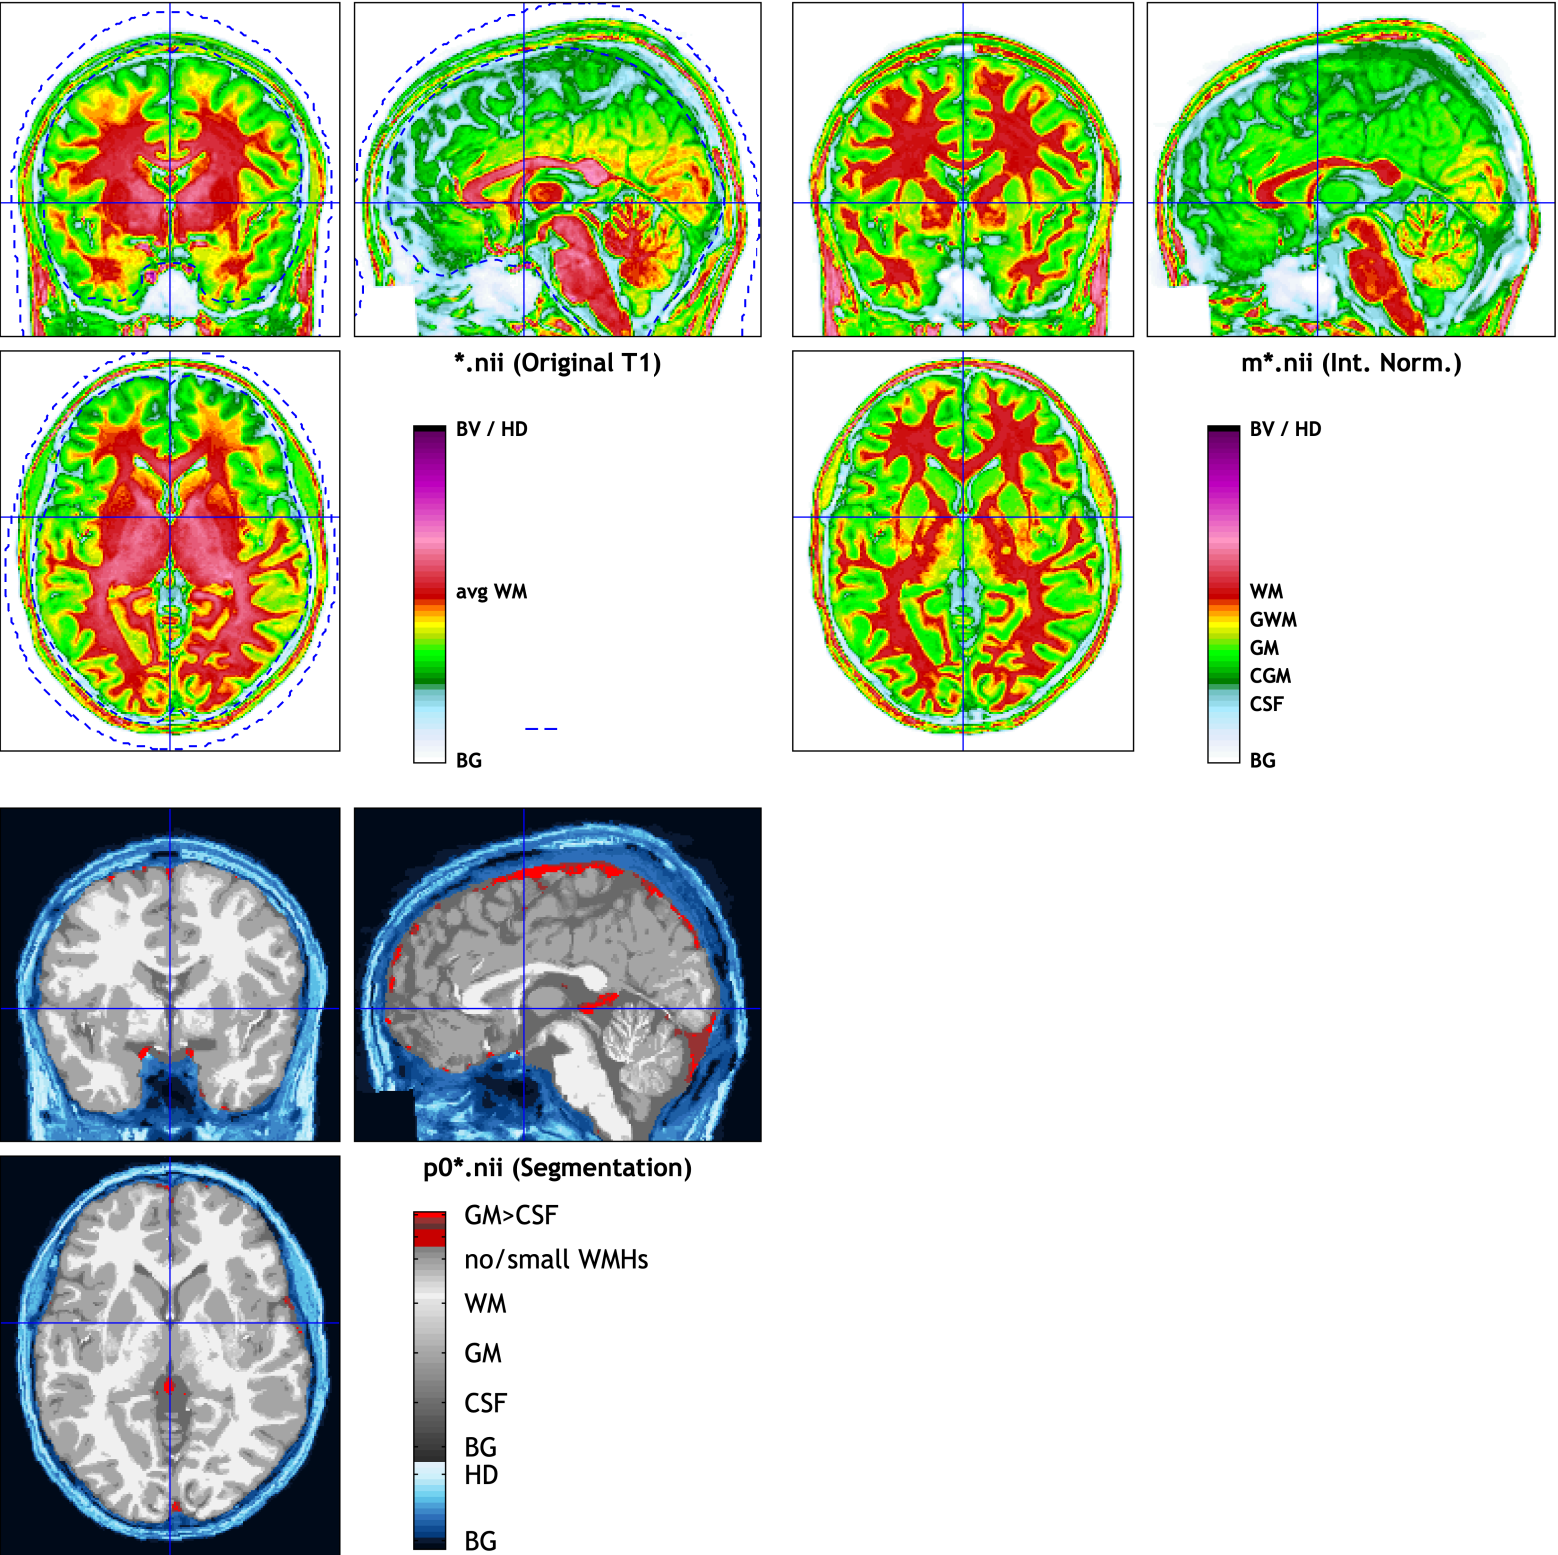 *.nii (Original T1)
BV / HD
avg WM
BG
m*.nii (Int. Norm.)
BV / HD
WM
GWM
GM
CGM
CSF
BG
p0*.nii (Segmentation)
GM>CSF
no/small WMHs
WM
GM
CSF
BG
HD
BG